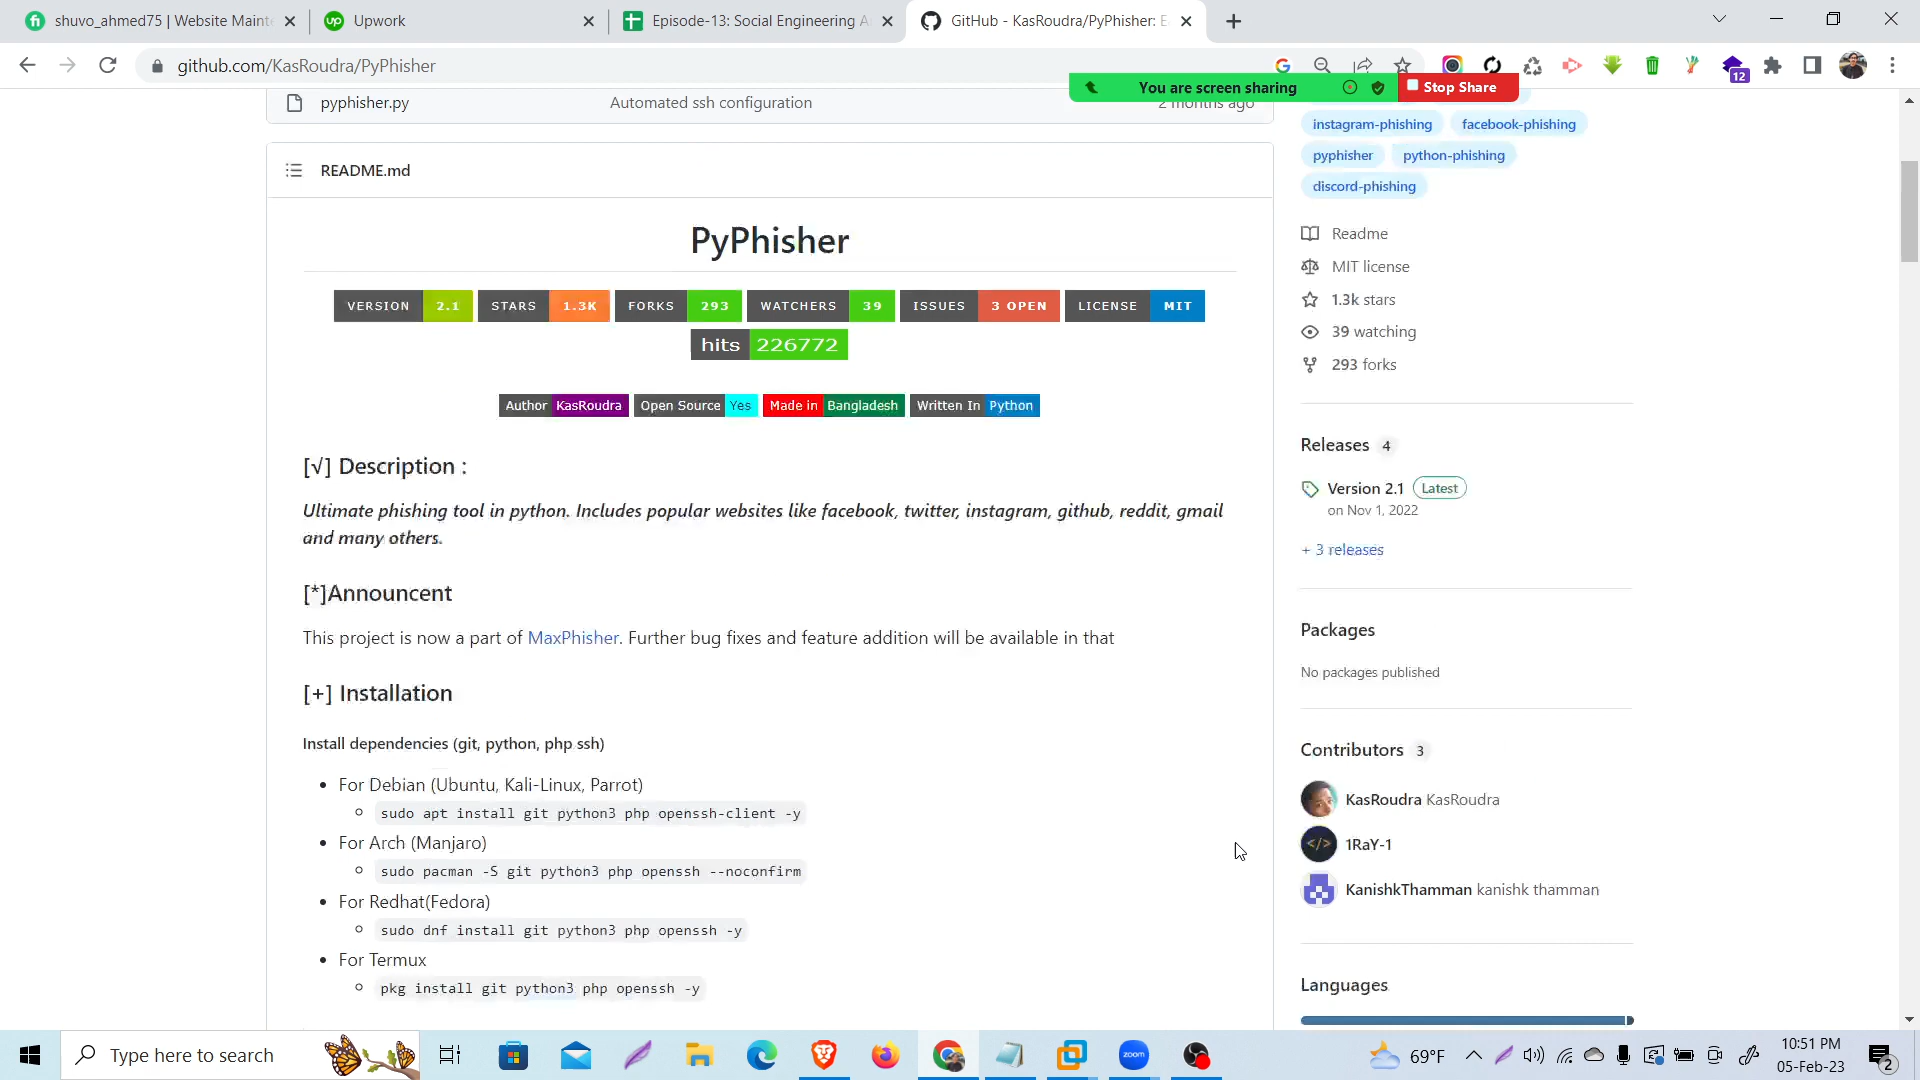 shuvo_ahmed75 | Website Maint
Upwork
Episode-13: Social Engineering A
GitHub - KasRoudra/PyPhisher: E
github.com/KasRoudra/PyPhisher
12
You are screen sharing
Stop Share
pyphisher.py
Automated ssh configuration
2 months ago
README.md
PyPhisher
VERSION 2.1
STARS 1.3K
FORKS 293
WATCHERS 39
ISSUES 3 OPEN
LICENSE MIT
hits 226772
Author KasRoudra
Open Source Yes
Made in Bangladesh
Written In Python
[√] Description :
Ultimate phishing tool in python. Includes popular websites like facebook, twitter, instagram, github, reddit, gmail
and many others.
[*]Announcent
This project is now a part of MaxPhisher. Further bug fixes and feature addition will be available in that
[+] Installation
Install dependencies (git, python, php ssh)
For Debian (Ubuntu, Kali-Linux, Parrot)
sudo apt install git python3 php openssh-client -y
For Arch (Manjaro)
sudo pacman -S git python3 php openssh --noconfirm
For Redhat(Fedora)
sudo dnf install git python3 php openssh -y
For Termux
pkg install git python3 php openssh -y
instagram-phishing
facebook-phishing
pyphisher
python-phishing
discord-phishing
Readme
MIT license
1.3k stars
39 watching
293 forks
Releases 4
Version 2.1 Latest
on Nov 1, 2022
+ 3 releases
Packages
No packages published
Contributors 3
KasRoudra KasRoudra
1RaY-1
KanishkThamman kanishk thamman
Languages
Type here to search
zoom
69°F
10:51 PM
05-Feb-23
2